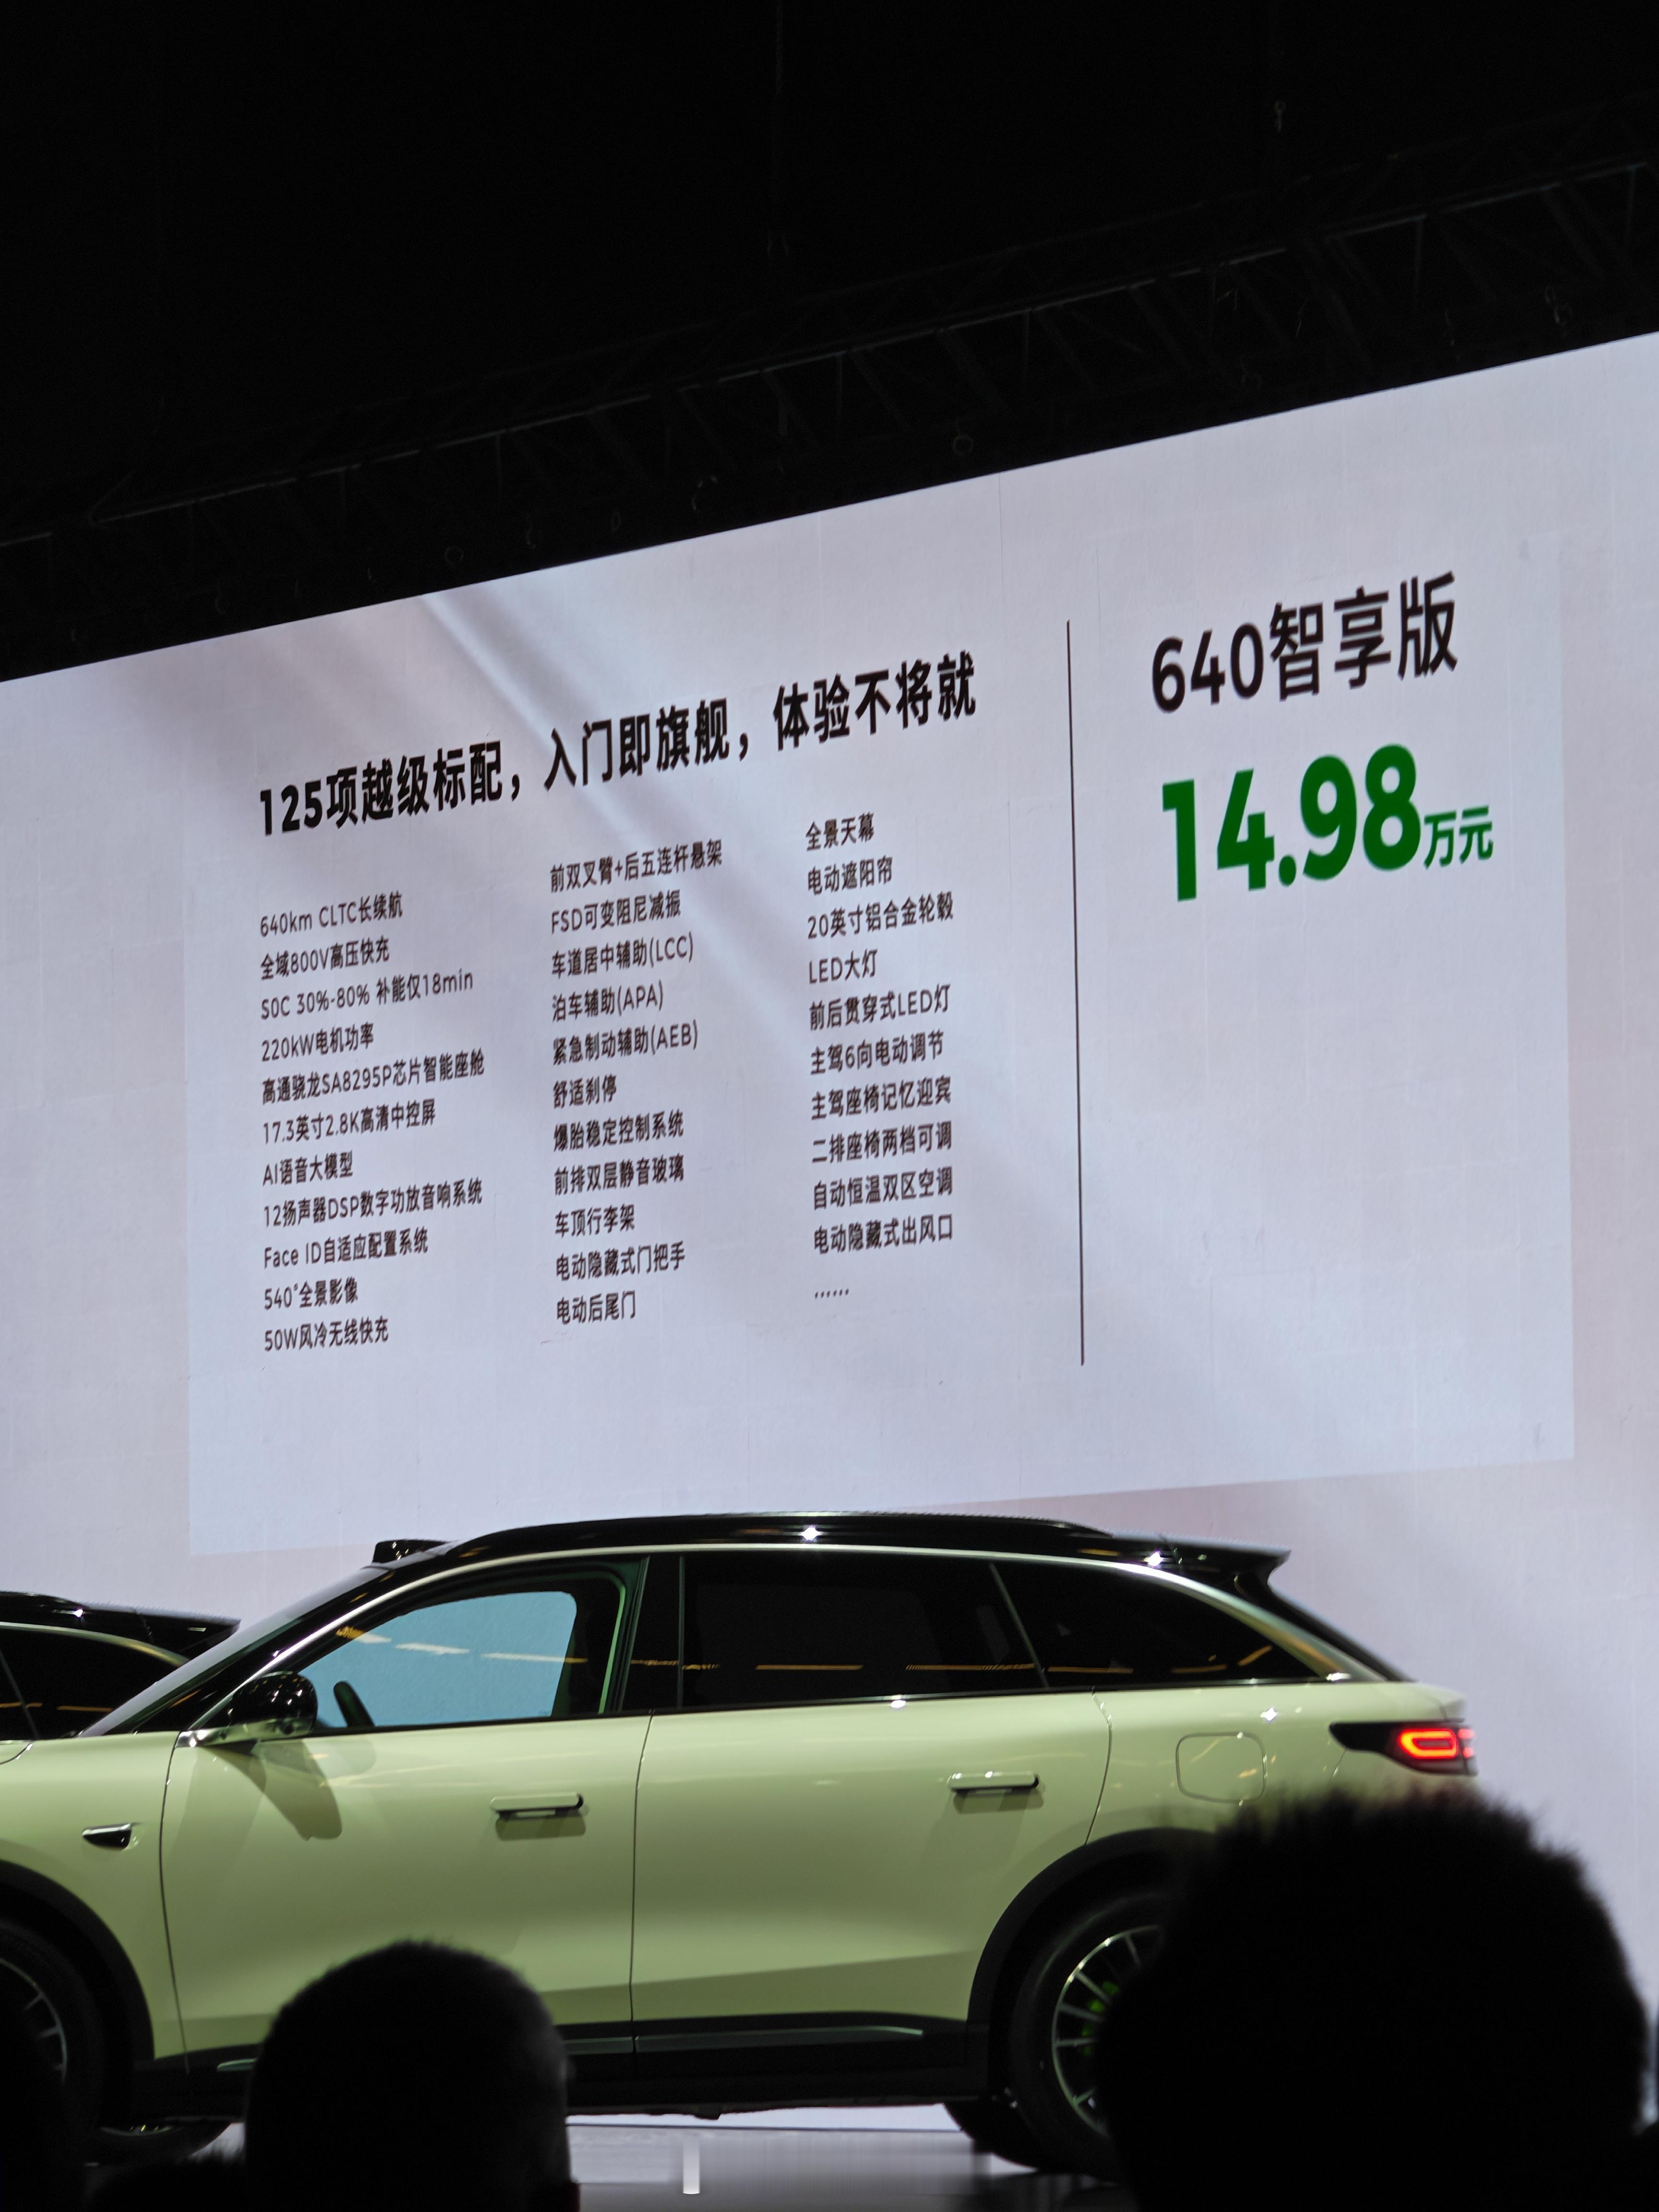 125项越级标配，入门即旗舰，体验不将就
640km CLTC长续航
全域800V高压快充
SOC 30%-80% 补能仅18min
220kW电机功率
高通骁龙SA8295P芯片智能座舱
17.3英寸2.8K高清中控屏
AI语音大模型
12扬声器DSP数字功放音响系统
Face ID自适应配置系统
540°全景影像
50W风冷无线快充
前双叉臂+后五连杆悬架
FSD可变阻尼减振
车道居中辅助(LCC)
泊车辅助(APA)
紧急制动辅助(AEB)
舒适刹停
爆胎稳定控制系统
前排双层静音玻璃
车顶行李架
电动隐藏式门把手
电动后尾门
全景天幕
电动遮阳帘
20英寸铝合金轮毂
LED大灯
前后贯穿式LED灯
主驾6向电动调节
主驾座椅记忆迎宾
二排座椅两档可调
自动恒温双区空调
电动隐藏式出风口
……
640智享版
14.98万元